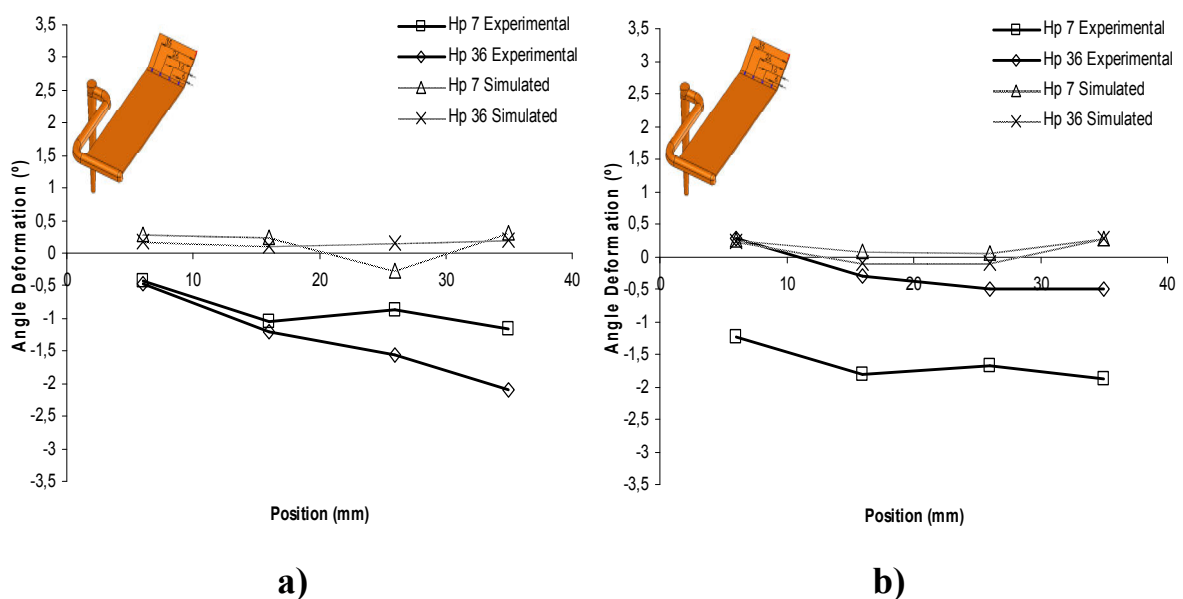 3,5
3
2,5
2
1,5
1
0,5
0
-0,5
-1
-1,5
-2
-2,5
-3
-3,5
0
10
20
30
40
Angle Deformation (º)
Position (mm)
Hp 7 Experimental
Hp 36 Experimental
Hp 7 Simulated
Hp 36 Simulated
a)
3,5
3
2,5
2
1,5
1
0,5
0
-0,5
-1
-1,5
-2
-2,5
-3
-3,5
0
10
20
30
40
Angle Deformation (º)
Position (mm)
Hp 7 Experimental
Hp 36 Experimental
Hp 7 Simulated
Hp 36 Simulated
b)